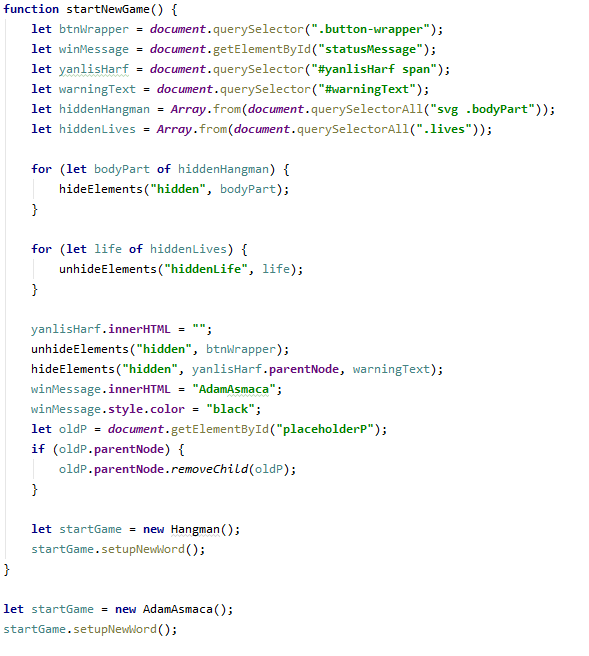 function startNewGame() {
    let btnWrapper = document.querySelector(".button-wrapper");
    let winMessage = document.getElementById("statusMessage");
    let yanlisHarf = document.querySelector("#yanlisHarf span");
    let warningText = document.querySelector("#warningText");
    let hiddenHangman = Array.from(document.querySelectorAll("svg .bodyPart"));
    let hiddenLives = Array.from(document.querySelectorAll(".lives"));

    for (let bodyPart of hiddenHangman) {
        hideElements("hidden", bodyPart);
    }

    for (let life of hiddenLives) {
        unhideElements("hiddenLife", life);
    }

    yanlisHarf.innerHTML = "";
    unhideElements("hidden", btnWrapper);
    hideElements("hidden", yanlisHarf.parentNode, warningText);
    winMessage.innerHTML = "AdamAsmaca";
    winMessage.style.color = "black";
    let oldP = document.getElementById("placeholderP");
    if (oldP.parentNode) {
        oldP.parentNode.removeChild(oldP);
    }

    let startGame = new Hangman();
    startGame.setupNewWord();
}

let startGame = new AdamAsmaca();
startGame.setupNewWord();